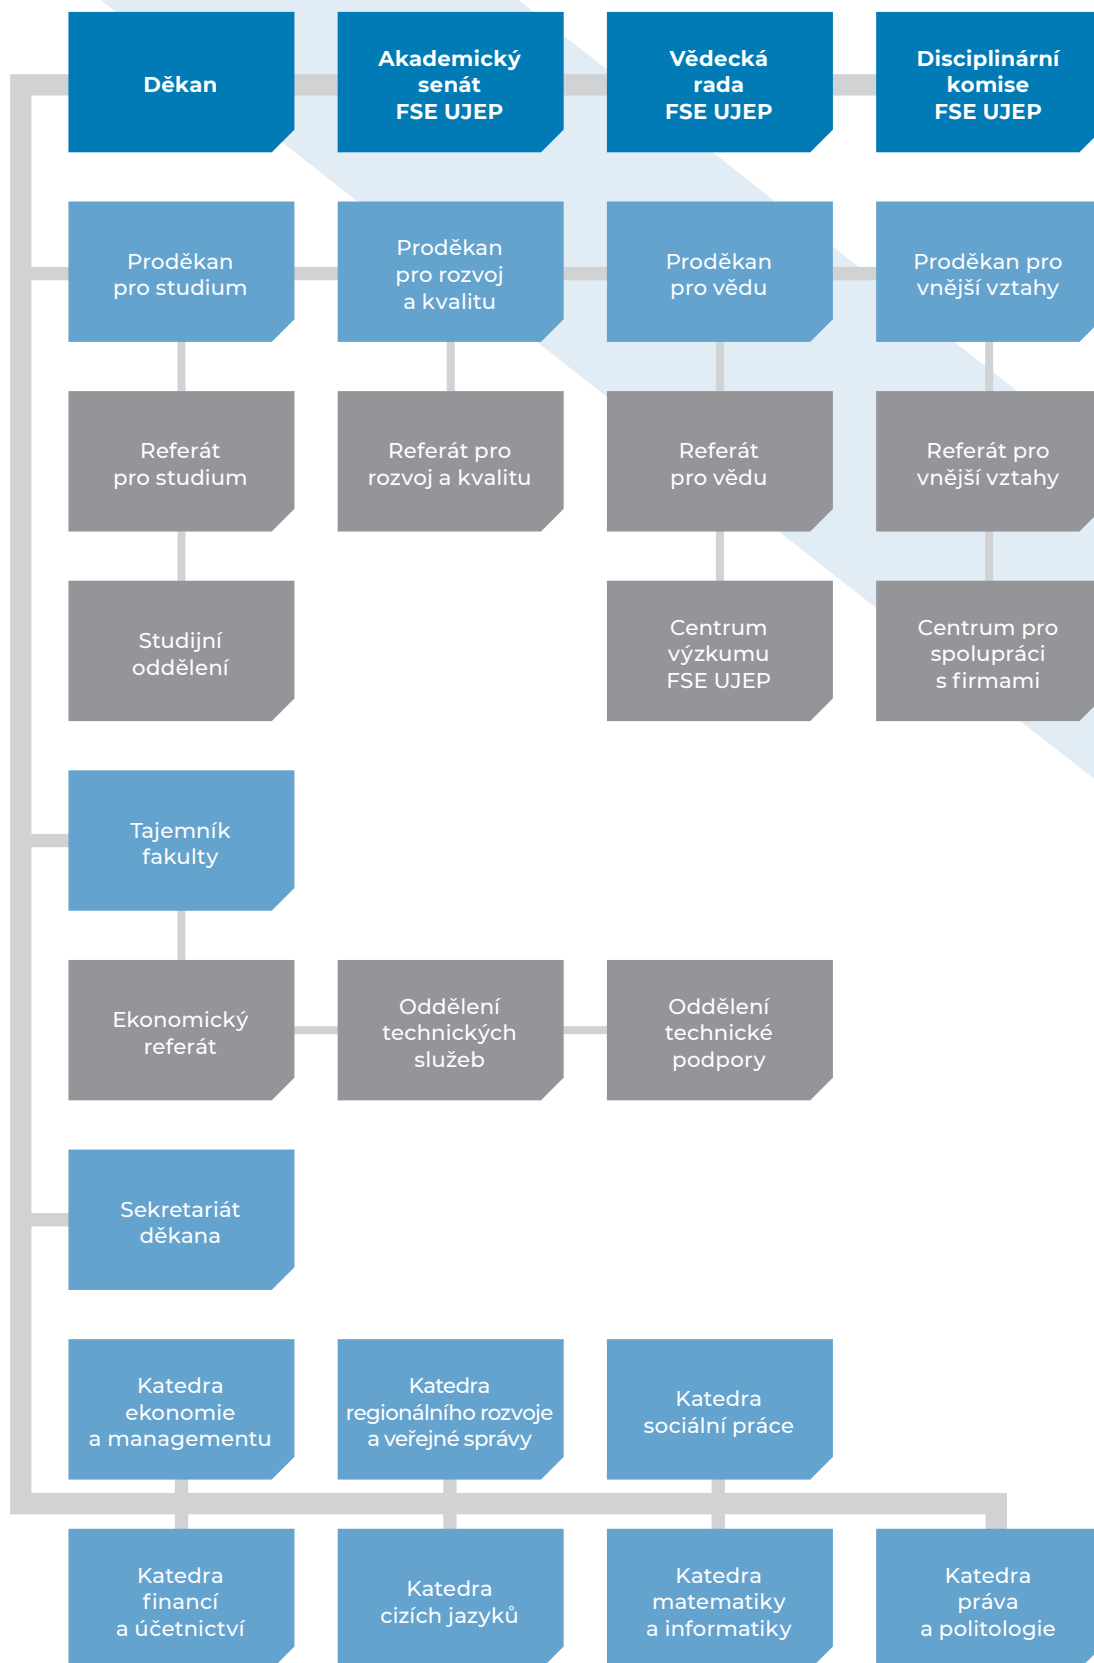 Děkan
Akademický
senát
FSE UJEP
Vědecká
rada
FSE UJEP
Disciplinární
komise
FSE UJEP
Proděkan
pro studium
Proděkan
pro rozvoj
a kvalitu
Proděkan
pro vědu
Proděkan pro
vnější vztahy
Referát
pro studium
Referát pro
rozvoj a kvalitu
Referát
pro vědu
Referát pro
vnější vztahy
Studijní
oddělení
Centrum
výzkumu
FSE UJEP
Centrum pro
spolupráci
s firmami
Tajemník
fakulty
Ekonomický
referát
Oddělení
technických
služeb
Oddělení
technické
podpory
Sekretariát
děkana
Katedra
ekonomie
a managementu
Katedra
regionálního rozvoje
a veřejné správy
Katedra
sociální práce
Katedra
financí
a účetnictví
Katedra
cizích jazyků
Katedra
matematiky
a informatiky
Katedra
práva
a politologie